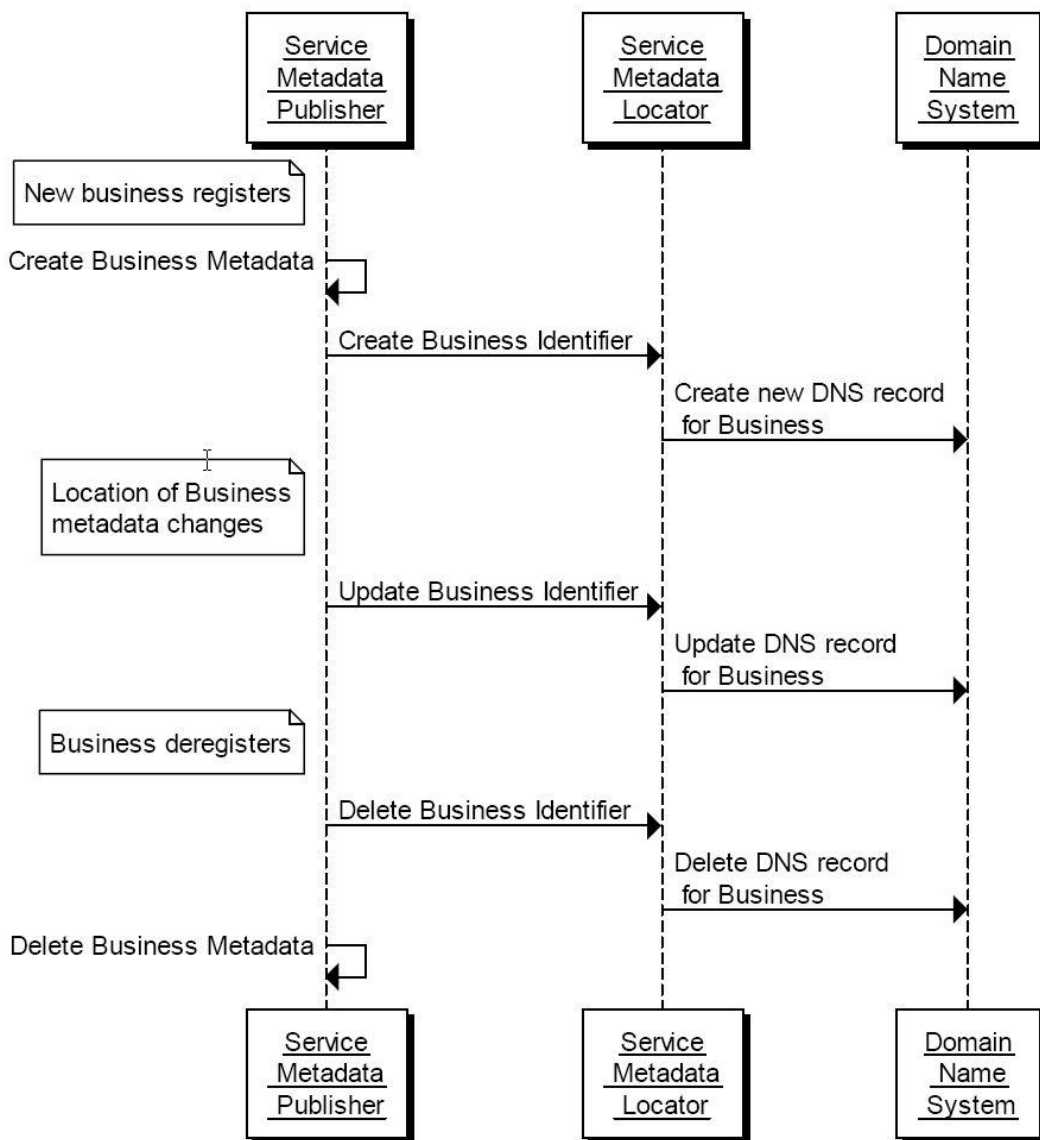 Service
Metadata
Publisher
Service
Metadata
Locator
Domain
Name
System
New business registers
Create Business Metadata
Create Business Identifier
Create new DNS record
for Business
Location of Business
metadata changes
Update Business Identifier
Update DNS record
for Business
Business deregisters
Delete Business Identifier
Delete DNS record
for Business
Delete Business Metadata
Service
Metadata
Publisher
Service
Metadata
Locator
Domain
Name
System